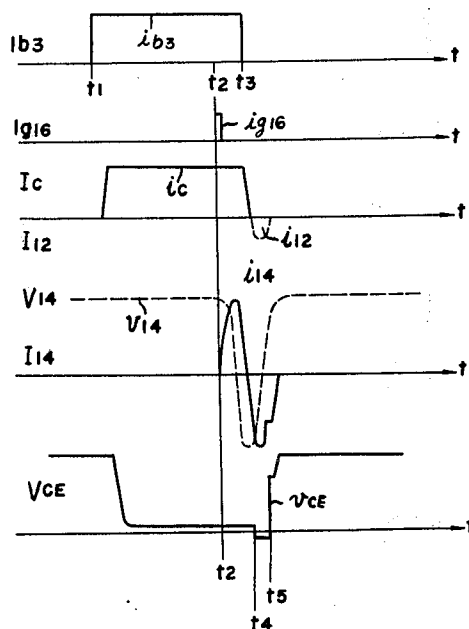 Ib3 ib3 t
t1 t2 t3
Ig16 ig16 t
Ic ic t
I12 i12
i14
V14 v14
I14 t
VCE vCE t
t2 t4 t5